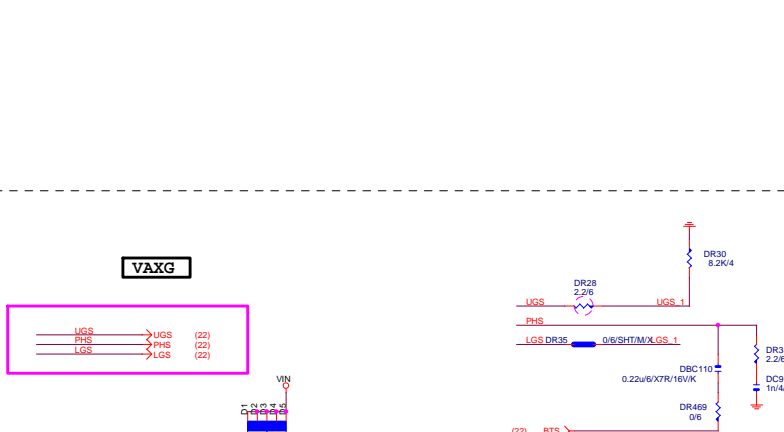 DR30
8.2K/4
VAXG
DR28
2.2/6
UGS
UGS_1
PHS
UGS UGS (22)
PHS PHS (22)
LGS LGS (22)
LGS DR35 0/6/SHT/M/X LGS_1
DBC110
0.22u/6/X7R/16V/K
2.2/6
1n/4
VIN
D1
D2
D3
D4
D5
DR469
0/6
(22) BTS